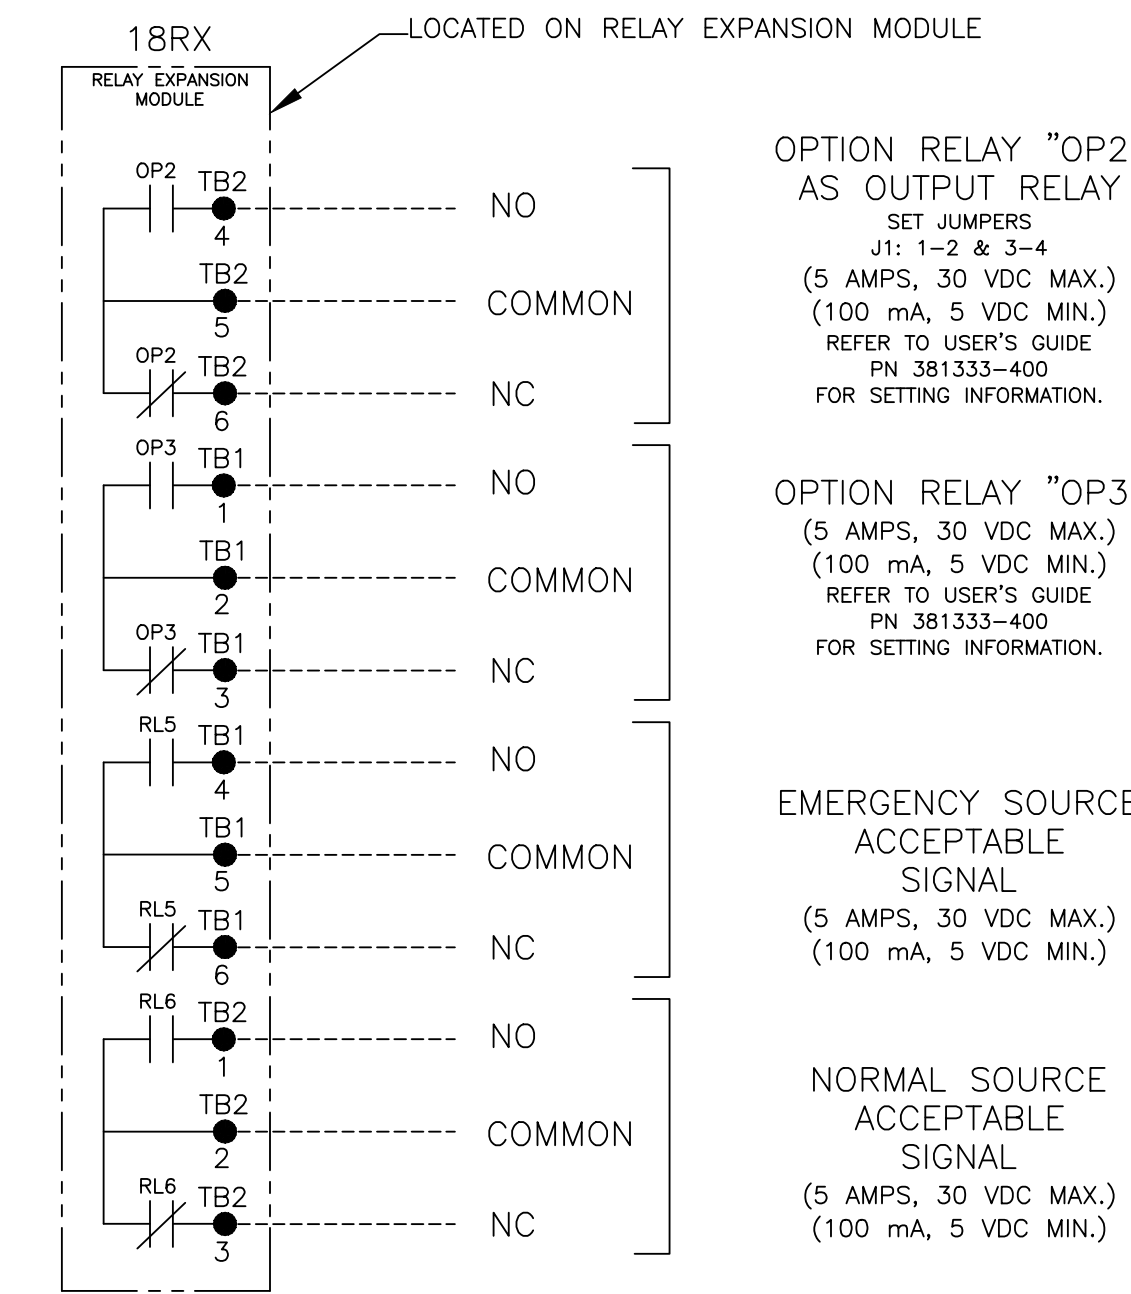 LOCATED ON RELAY EXPANSION MODULE
18RX
RELAY EXPANSION
MODULE
OP2 TB2
4
NO
TB2
5
COMMON
OP2 TB2
6
NC
OPTION RELAY "OP2
AS OUTPUT RELAY
SET JUMPERS
J1: 1-2 & 3-4
(5 AMPS, 30 VDC MAX.)
(100 mA, 5 VDC MIN.)
REFER TO USER'S GUIDE
PN 381333-400
FOR SETTING INFORMATION.
OP3 TB1
1
NO
TB1
2
COMMON
OP3 TB1
3
NC
OPTION RELAY "OP3
(5 AMPS, 30 VDC MAX.)
(100 mA, 5 VDC MIN.)
REFER TO USER'S GUIDE
PN 381333-400
FOR SETTING INFORMATION.
RL5 TB1
4
NO
TB1
5
COMMON
RL5 TB1
6
NC
EMERGENCY SOURCE
ACCEPTABLE
SIGNAL
(5 AMPS, 30 VDC MAX.)
(100 mA, 5 VDC MIN.)
RL6 TB2
1
NO
TB2
2
COMMON
RL6 TB2
3
NC
NORMAL SOURCE
ACCEPTABLE
SIGNAL
(5 AMPS, 30 VDC MAX.)
(100 mA, 5 VDC MIN.)